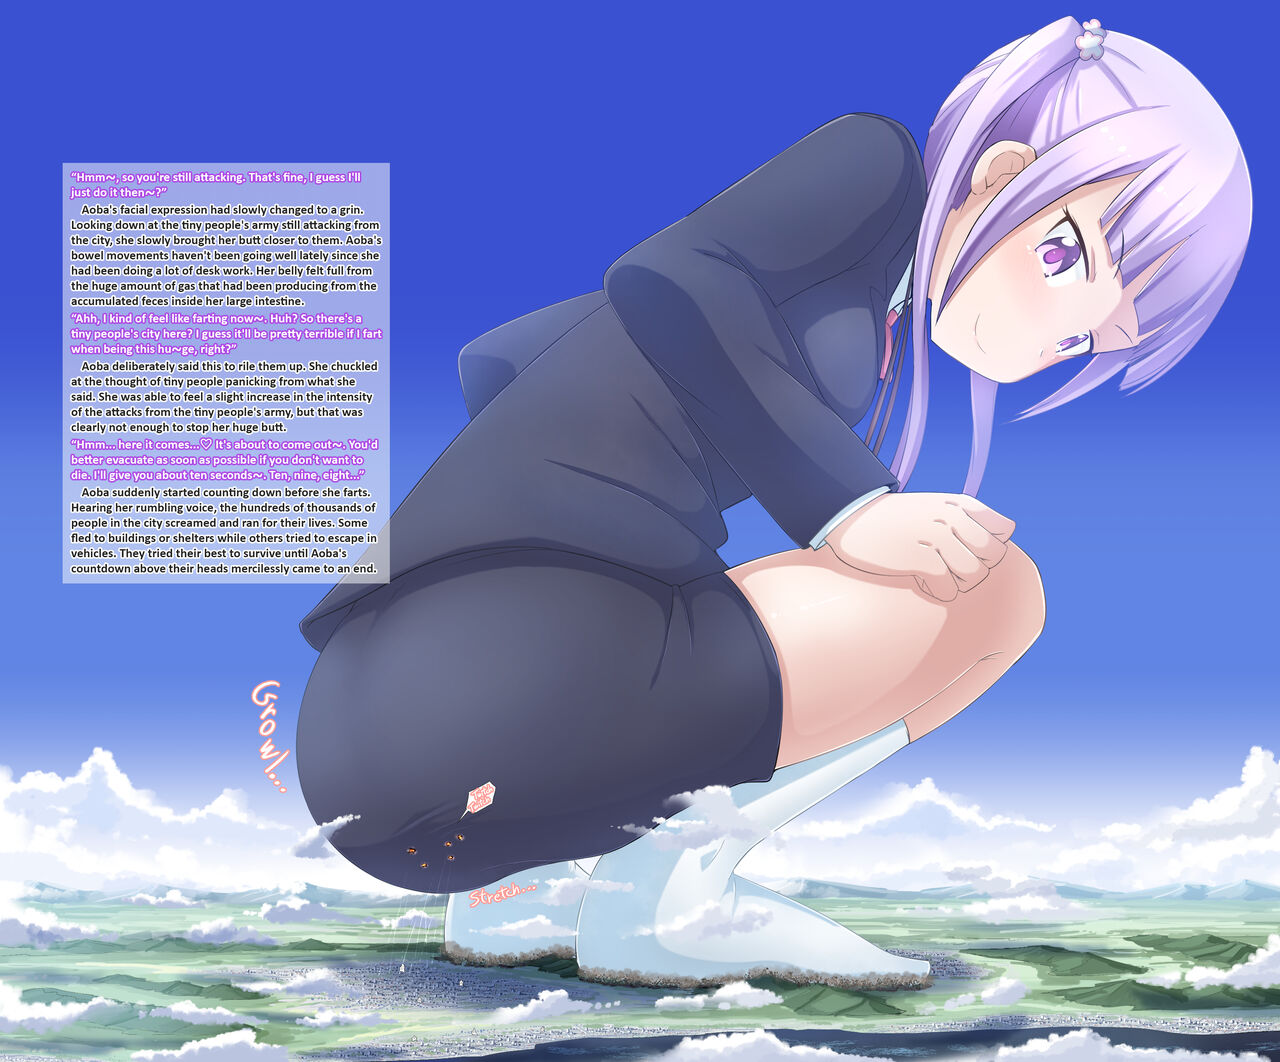 “Hmm~, so you're still attacking. That's fine, I guess I'll
just do it then~?”
Aoba's facial expression had slowly changed to a grin.
Looking down at the tiny people's army still attacking from
the city, she slowly brought her butt closer to them. Aoba's
bowel movements haven't been going well lately since she
had been doing a lot of desk work. Her belly felt full from
the huge amount of gas that had been producing from the
accumulated feces inside her large intestine.
“Ahh, I kind of feel like farting now~. Huh? So there's a
tiny people's city here? I guess it'll be pretty terrible if I fart
when being this hu~ge, right?”
Aoba deliberately said this to rile them up. She chuckled
at the thought of tiny people panicking from what she
said. She was able to feel a slight increase in the intensity
of the attacks from the tiny people's army, but that was
clearly not enough to stop her huge butt.
“Hmm... here it comes...♡ It's about to come out~. You'd
better evacuate as soon as possible if you don't want to
die. I'll give you about ten seconds~. Ten, nine, eight...”
Aoba suddenly started counting down before she farts.
Hearing her rumbling voice, the hundreds of thousands of
people in the city screamed and ran for their lives. Some
fled to buildings or shelters while others tried to escape in
vehicles. They tried their best to survive until Aoba's
countdown above their heads mercilessly came to an end.
Growl...
Twitch
Twitch
Stretch...